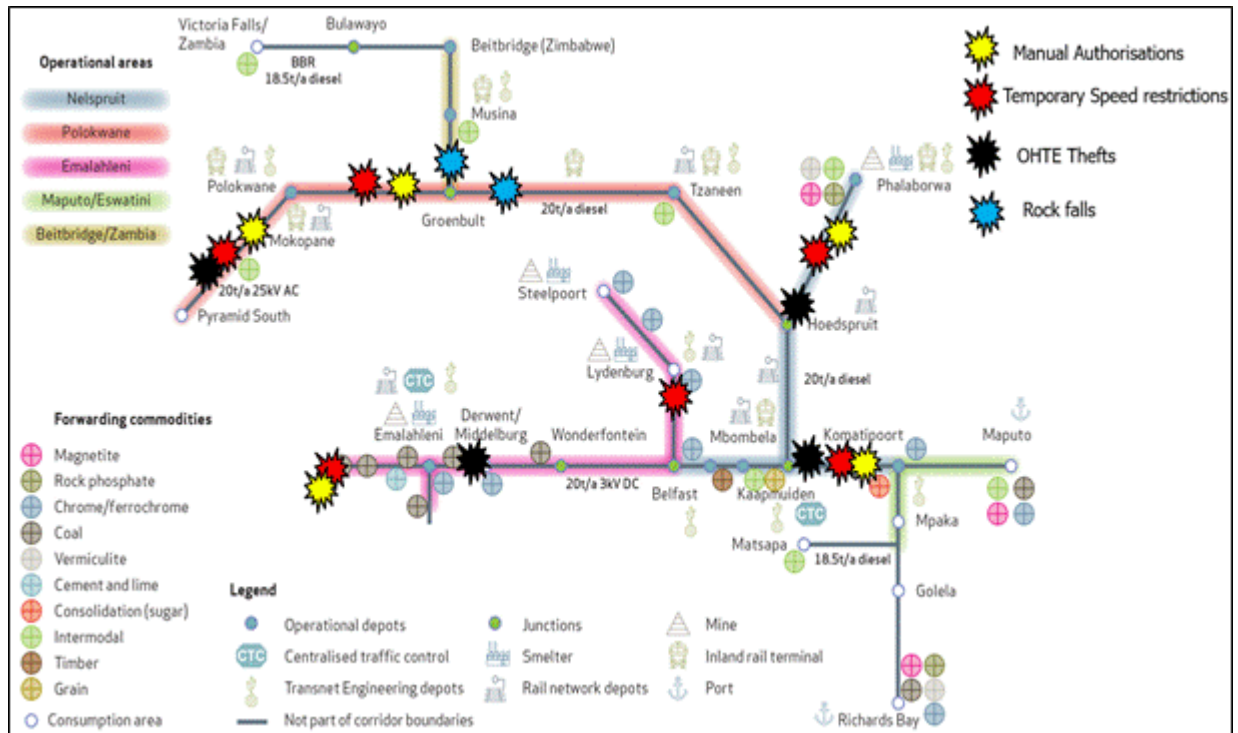 Victoria Falls/
Zambia
Bulawayo
Beitbridge (Zimbabwe)
BBR
18.5t/a diesel
Musina
Operational areas
Nelspruit
Polokwane
Emalahleni
Maputo/Eswatini
Beitbridge/Zambia
Manual Authorisations
Temporary Speed restrictions
OHTE Thefts
Rock falls
Polokwane
Groenbult
20t/a diesel
Tzaneen
Phalaborwa
Mokopane
20t/a 25kV AC
Pyramid South
Steelpoort
Hoedspruit
Lydenburg
20t/a diesel
CTC
Emalahleni
Derwent/
Middelburg
Wonderfontein
Mbombela
Komatipoort
Maputo
20t/a 3kV DC
Belfast
Kaapmuiden
CTC
Mpaka
Matsapa
18.5t/a diesel
Golela
Richards Bay
Forwarding commodities
Magnetite
Rock phosphate
Chrome/ferrochrome
Coal
Vermiculite
Cement and lime
Consolidation (sugar)
Intermodal
Timber
Grain
Consumption area
Legend
Operational depots
Junctions
Mine
CTC
Centralised traffic control
Smelter
Inland rail terminal
Transnet Engineering depots
Rail network depots
Port
Not part of corridor boundaries